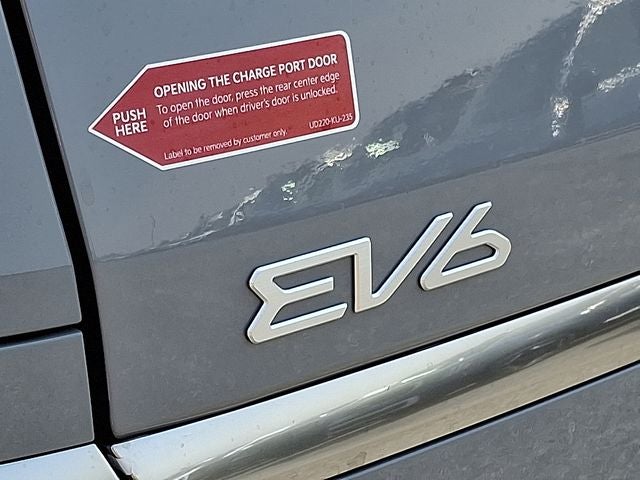 OPENING THE CHARGE PORT DOOR
PUSH HERE
To open the door, press the rear center edge
of the door when driver's door is unlocked.
Label to be removed by customer only.
UD220-KU-235
EV6